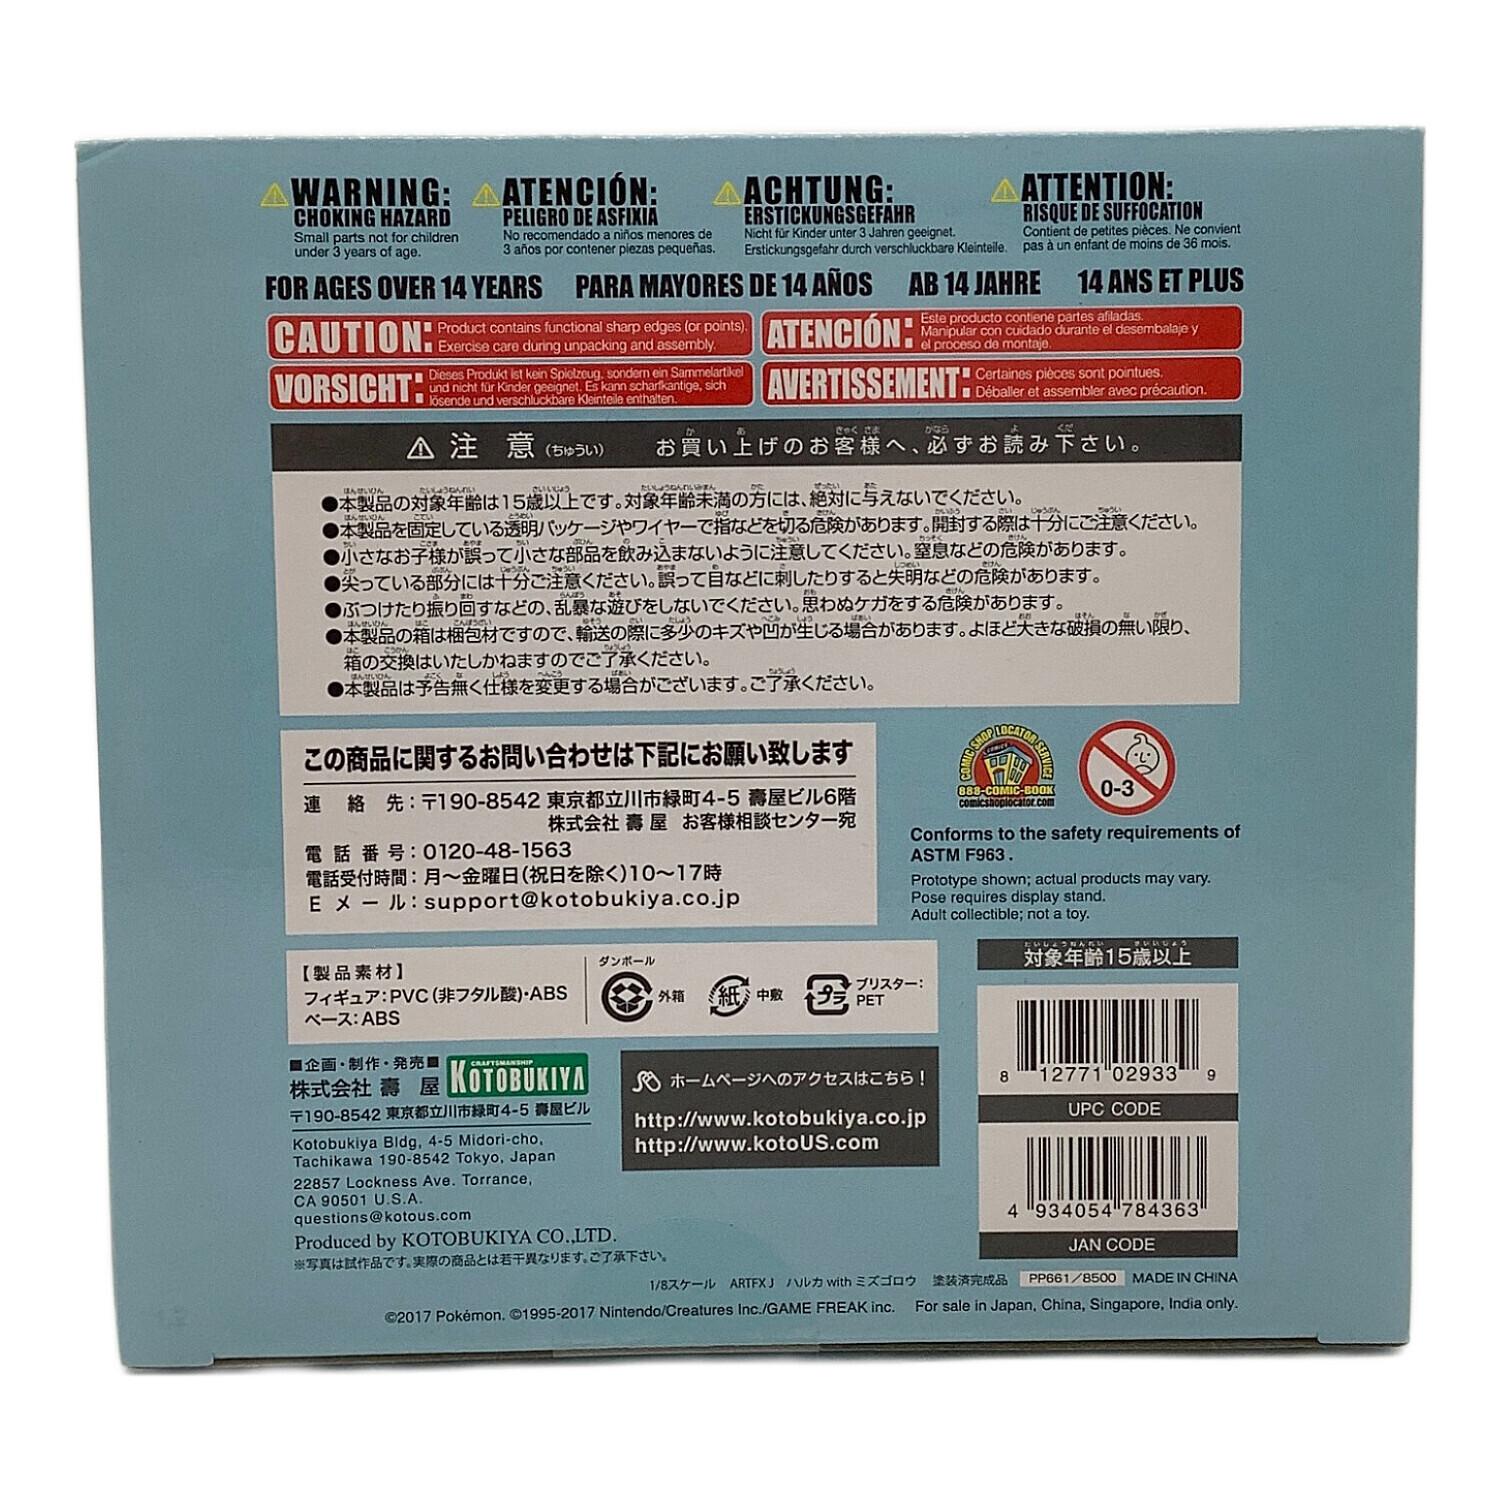 WARNING:
CHOKING HAZARD
Small parts not for children
under 3 years of age.
ATENCIÓN:
PELIGRO DE ASFIXIA
No recomendado a niños menores de
3 años por contener piezas pequeñas.
ACHTUNG:
ERSTICKUNGSGEFAHR
Nicht für Kinder unter 3 Jahren geeignet.
Erstickungsgefahr durch verschluckbare Kleinteile.
ATTENTION:
RISQUE DE SUFFOCATION
Contient de petites pièces. Ne convient
pas à un enfant de moins de 36 mois.
FOR AGES OVER 14 YEARS PARA MAYORES DE 14 AÑOS AB 14 JAHRE 14 ANS ET PLUS
CAUTION: Product contains functional sharp edges (or points).
Exercise care during unpacking and assembly.
ATENCIÓN: Este producto contiene partes afiladas.
Manipular con cuidado durante el desembalaje y
el proceso de montaje.
VORSICHT: Dieses Produkt ist kein Spielzeug, sondern ein Sammelartikel
und nicht für Kinder geeignet. Es kann scharfkantige, sich
lösende und verschluckbare Kleinteile enthalten.
AVERTISSEMENT: Certaines pièces sont pointues.
Déballer et assembler avec précaution.
注意(ちゅうい) お買い上げのお客様へ、必ずお読み下さい。
●本製品の対象年齢は15歳以上です。対象年齢未満の方には、絶対に与えないでください。
●本製品を固定している透明パッケージやワイヤーで指などを切る危険があります。開封する際は十分にご注意ください。
●小さなお子様が誤って小さな部品を飲み込まないように注意してください。窒息などの危険があります。
●尖っている部分には十分ご注意ください。誤って目などに刺したりすると失明などの危険があります。
●ぶつけたり振り回すなどの、乱暴な遊びをしないでください。思わぬケガをする危険があります。
●本製品の箱は梱包材ですので、輸送の際に多少のキズや凹が生じる場合があります。よほど大きな破損の無い限り、
箱の交換はいたしかねますのでご了承ください。
●本製品は予告無く仕様を変更する場合がございます。ご了承ください。
この商品に関するお問い合わせは下記にお願い致します
連絡先:〒190-8542 東京都立川市緑町4-5 壽屋ビル6階
株式会社 壽屋 お客様相談センター宛
電話番号:0120-48-1563
電話受付時間:月〜金曜日(祝日を除く)10〜17時
Eメール:support@kotobukiya.co.jp
COMIC SHOP LOCATOR SERVICE
COMICS
888-COMIC-BOOK
comicshoplocator.com
0-3
Conforms to the safety requirements of
ASTM F963.
Prototype shown; actual products may vary.
Pose requires display stand.
Adult collectible; not a toy.
【製品素材】
フィギュア:PVC(非フタル酸)・ABS
ベース:ABS
ダンボール
外箱
紙 中敷
プラ ブリスター:
PET
対象年齢15歳以上
8 12771 02933 9
UPC CODE
4 934054 784363
JAN CODE
■企画・制作・発売■
株式会社 壽屋
CRAFTSMANSHIP
KOTOBUKIYA
〒190-8542 東京都立川市緑町4-5 壽屋ビル
Kotobukiya Bldg, 4-5 Midori-cho,
Tachikawa 190-8542 Tokyo, Japan
22857 Lockness Ave. Torrance,
CA 90501 U.S.A.
questions@kotous.com
Produced by KOTOBUKIYA CO.,LTD.
※写真は試作品です。実際の商品とは若干異なります。ご了承下さい。
ホームページへのアクセスはこちら!
http://www.kotobukiya.co.jp
http://www.kotoUS.com
1/8スケール ARTFX J ハルカ with ミズゴロウ 塗装済完成品 PP661/8500 MADE IN CHINA
©2017 Pokémon. ©1995-2017 Nintendo/Creatures Inc./GAME FREAK inc. For sale in Japan, China, Singapore, India only.